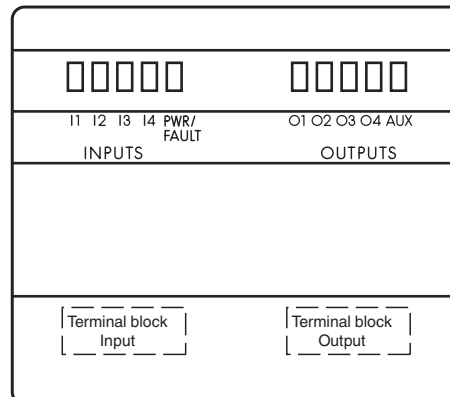 I1 I2 I3 I4 PWR/
FAULT
O1 O2 O3 O4 AUX
INPUTS
OUTPUTS
Terminal block
Input
Terminal block
Output